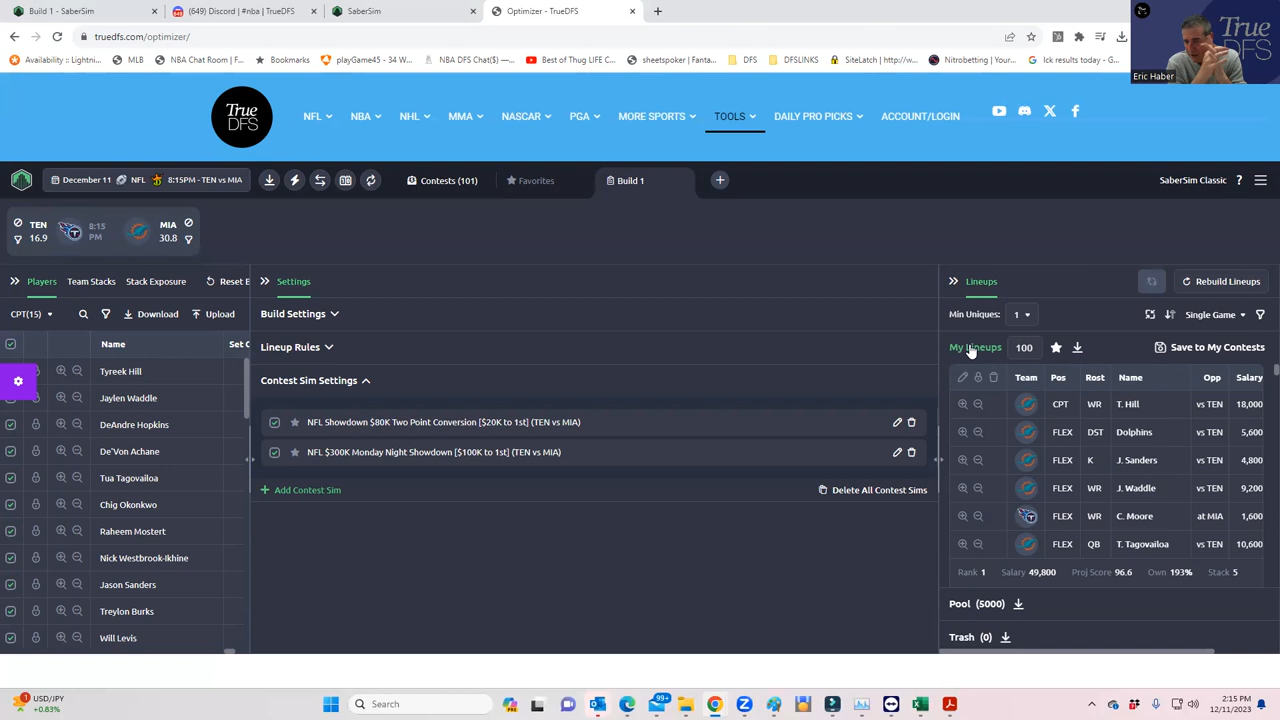 Build 1 - SaberSim
(649) Discord | #nba | TrueDFS
SaberSim
Optimizer - TrueDFS
truedfs.com/optimizer/
Availability :: Lightni...
MLB
NBA Chat Room | F...
Bookmarks
playGame45 - 34 W...
NBA DFS Chat($) —...
Best of Thug LIFE C...
sheetspoker | Fanta...
DFS
DFSLINKS
SiteLatch | http://w...
Nitrobetting | Your...
Ick results today | G...
True
DFS
Eric Haber
True
DFS
NFL
NBA
NHL
MMA
NASCAR
PGA
MORE SPORTS
TOOLS
DAILY PRO PICKS
ACCOUNT/LOGIN
December 11
NFL
8:15PM - TEN vs MIA
Contests (101)
Favorites
Build 1
SaberSim Classic
?
TEN
16.9
8:15
PM
MIA
30.8
Players
Team Stacks
Stack Exposure
Reset E
Settings
Lineups
Rebuild Lineups
CPT(15)
Download
Upload
Build Settings
Min Uniques:
1
Single Game
Name
Set C
Lineup Rules
My Lineups
100
Save to My Contests
Tyreek Hill
Contest Sim Settings
Team
Pos
Rost
Name
Opp
Salary
Jaylen Waddle
CPT
WR
T. Hill
vs TEN
18,000
DeAndre Hopkins
NFL Showdown $80K Two Point Conversion [$20K to 1st] (TEN vs MIA)
FLEX
DST
Dolphins
vs TEN
5,600
De'Von Achane
NFL $300K Monday Night Showdown [$100K to 1st] (TEN vs MIA)
FLEX
K
J. Sanders
vs TEN
4,800
Tua Tagovailoa
Add Contest Sim
Delete All Contest Sims
FLEX
WR
J. Waddle
vs TEN
9,200
Chig Okonkwo
FLEX
WR
C. Moore
at MIA
1,600
Raheem Mostert
FLEX
QB
T. Tagovailoa
vs TEN
10,600
Nick Westbrook-Ikhine
Rank 1
Salary 49,800
Proj Score 96.6
Own 193%
Stack 5
Jason Sanders
Pool (5000)
Treylon Burks
Will Levis
Trash (0)
USD/JPY
+0.83%
Search
99+
2:15 PM
12/11/2023